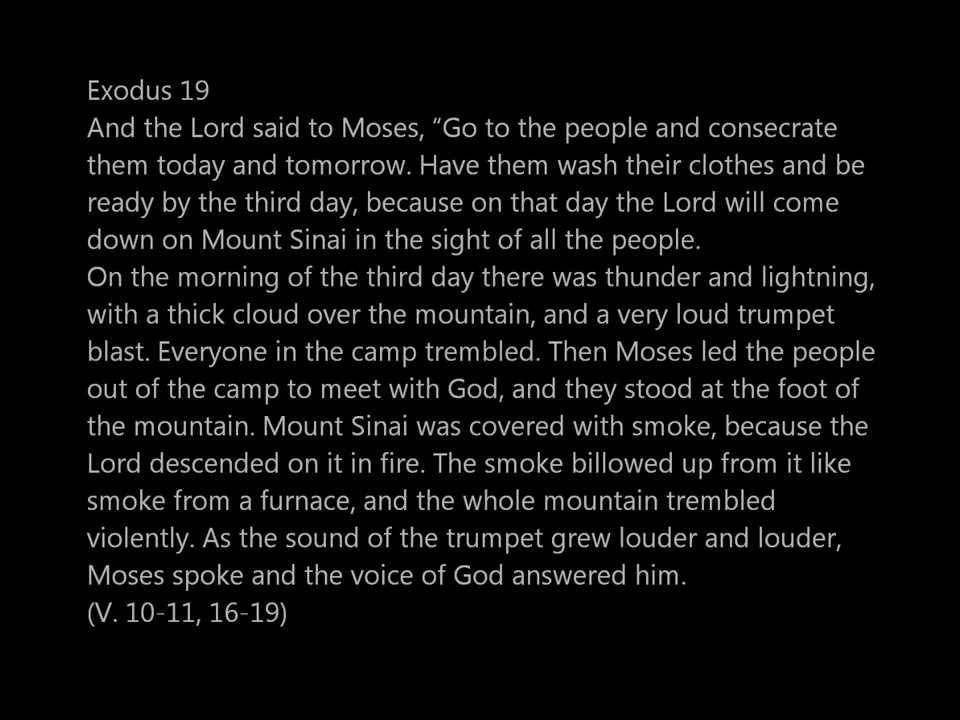 Exodus 19
And the Lord said to Moses, “Go to the people and consecrate
them today and tomorrow. Have them wash their clothes and be
ready by the third day, because on that day the Lord will come
down on Mount Sinai in the sight of all the people.
On the morning of the third day there was thunder and lightning,
with a thick cloud over the mountain, and a very loud trumpet
blast. Everyone in the camp trembled. Then Moses led the people
out of the camp to meet with God, and they stood at the foot of
the mountain. Mount Sinai was covered with smoke, because the
Lord descended on it in fire. The smoke billowed up from it like
smoke from a furnace, and the whole mountain trembled
violently. As the sound of the trumpet grew louder and louder,
Moses spoke and the voice of God answered him.
(V. 10-11, 16-19)